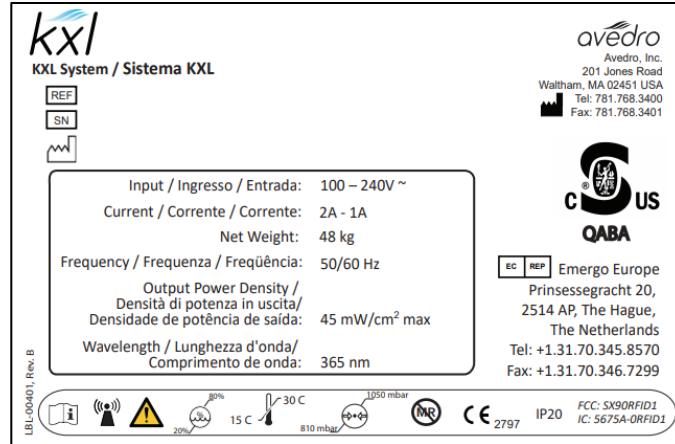 kxl
KXL System / Sistema KXL
REF
SN
avedro
Avedro, Inc.
201 Jones Road
Waltham, MA 02451 USA
Tel: 781.768.3400
Fax: 781.768.3401
C S US
QABA
Input / Ingresso / Entrada: 100 – 240V ~
Current / Corrente / Corrente: 2A - 1A
Net Weight: 48 kg
Frequency / Frequenza / Freqüência: 50/60 Hz
Output Power Density /
Densità di potenza in uscita/
Densidade de potência de saída: 45 mW/cm² max
Wavelength / Lunghezza d'onda/
Comprimento de onda: 365 nm
EC REP Emergo Europe
Prinsessegracht 20,
2514 AP, The Hague,
The Netherlands
Tel: +1.31.70.345.8570
Fax: +1.31.70.346.7299
LBL-00401, Rev. B
20% 80%
15 C 30 C
810 mbar 1050 mbar
MR
CE 2797
IP20
FCC: SX90RFID1
IC: 5675A-0RFID1